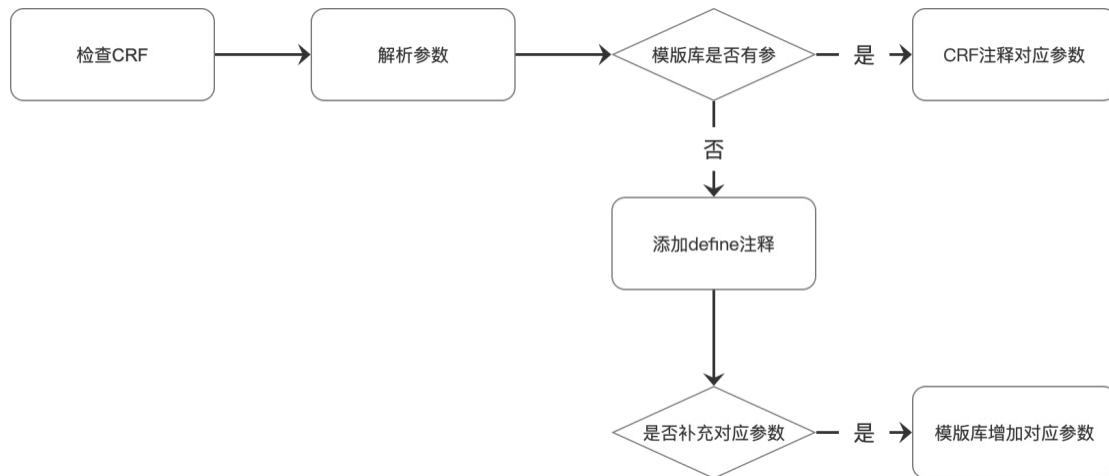 检查CRF
解析参数
模版库是否有参
是
CRF注释对应参数
否
添加define注释
是否补充对应参数
是
模版库增加对应参数